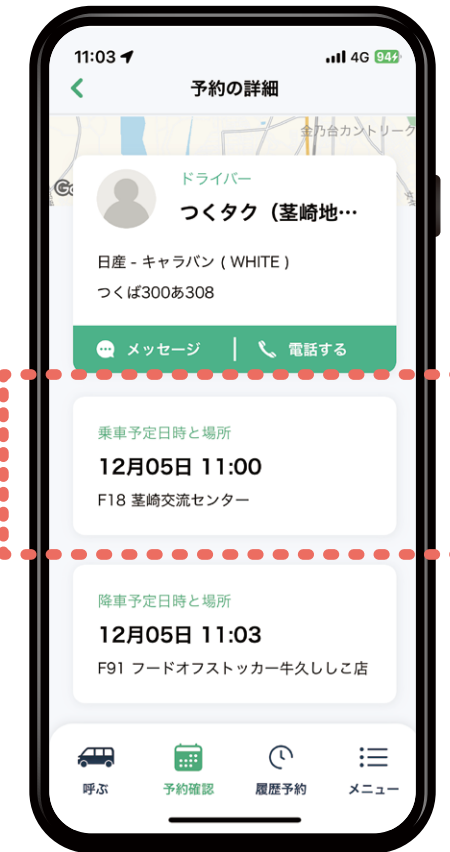 11:03
4G 94
予約の詳細
金乃台カントリーク
Go
ドライバー
つくタク（茎崎地…
日産 - キャラバン ( WHITE )
つくば300あ308
メッセージ
電話する
乗車予定日時と場所
12月05日 11:00
F18 茎崎交流センター
降車予定日時と場所
12月05日 11:03
F91 フードオフストッカー牛久ししこ店
呼ぶ
予約確認
履歴予約
メニュー